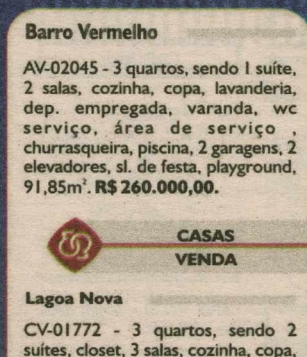 Barro Vermelho
AV-02045 - 3 quartos, sendo 1 suíte,
2 salas, cozinha, copa, lavanderia,
dep. empregada, varanda, wc
serviço, área de serviço ,
churrasqueira, piscina, 2 garagens, 2
elevadores, sl. de festa, playground,
91,85m². R$ 260.000,00.
CASAS
VENDA
Lagoa Nova
CV-01772 - 3 quartos, sendo 2
suítes, closet, 3 salas, cozinha, copa,